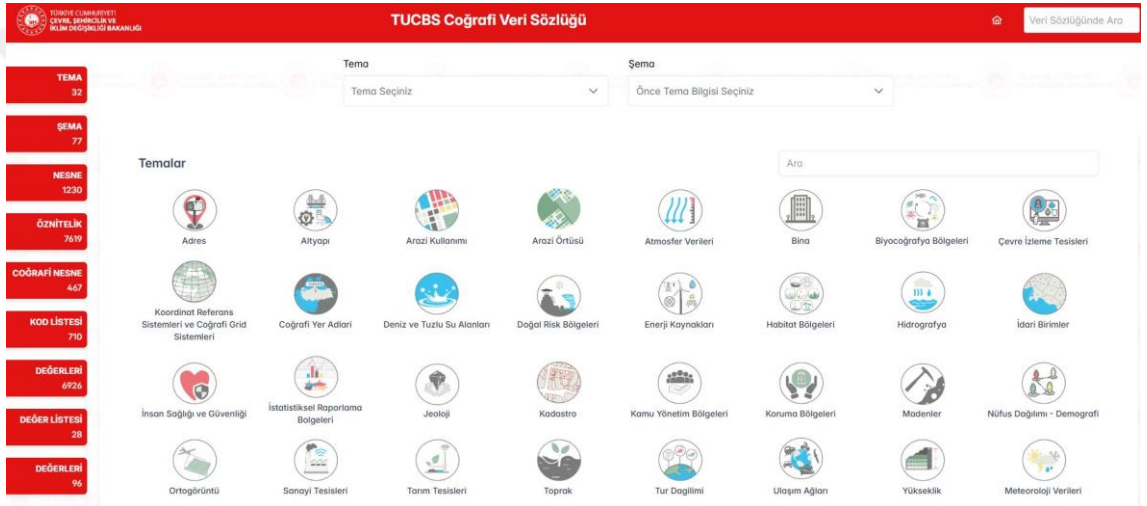 TÜRKİYE CUMHURİYETİ
ÇEVRE, ŞEHİRCİLİK VE
İKLİM DEĞİŞİKLİĞİ BAKANLIĞI
TUCBS Coğrafi Veri Sözlüğü
Veri Sözlüğünde Ara
Tema
Şema
Tema Seçiniz
Önce Tema Bilgisi Seçiniz
TEMA
32
ŞEMA
77
NESNE
1230
ÖZNİTELİK
7619
COĞRAFİ NESNE
467
KOD LİSTESİ
710
DEĞERLERİ
6926
DEĞER LİSTESİ
28
DEĞERLERİ
96
Temalar
Ara
Adres
Altyapı
Arazi Kullanımı
Arazi Örtüsü
Atmosfer Verileri
Bina
Biyocoğrafya Bölgeleri
Çevre İzleme Tesisleri
Koordinat Referans
Sistemleri ve Coğrafi Grid
Sistemleri
Coğrafi Yer Adlari
Deniz ve Tuzlu Su Alanları
Doğal Risk Bölgeleri
Enerji Kaynakları
Habitat Bölgeleri
Hidrografya
İdari Birimler
İnsan Sağlığı ve Güvenliği
İstatistiksel Raporlama
Bolgeleri
Jeoloji
Kadastro
Kamu Yönetim Bölgeleri
Koruma Bölgeleri
Madenler
Nüfus Dağılımı - Demografi
Ortogörüntü
Sanayi Tesisleri
Tarım Tesisleri
Toprak
Tur Dagilimi
Ulaşım Ağları
Yükseklik
Meteoroloji Verileri